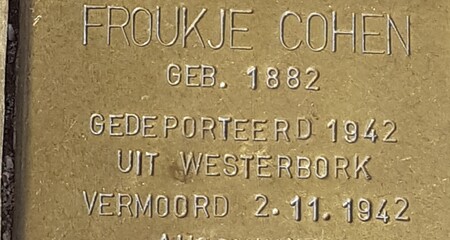 FROUKJE COHEN
GEB. 1882
GEDEPORTEERD 1942
UIT WESTERBORK
VERMOORD 2.11.1942